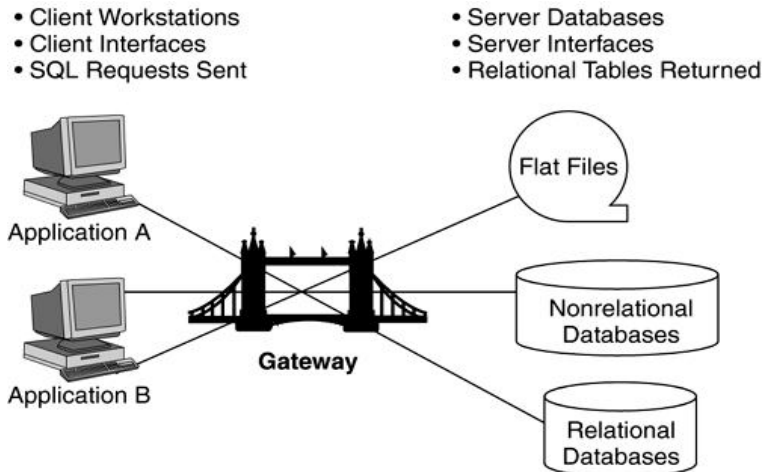 • Client Workstations
• Client Interfaces
• SQL Requests Sent
• Server Databases
• Server Interfaces
• Relational Tables Returned
Application A
Application B
Gateway
Flat Files
Nonrelational
Databases
Relational
Databases